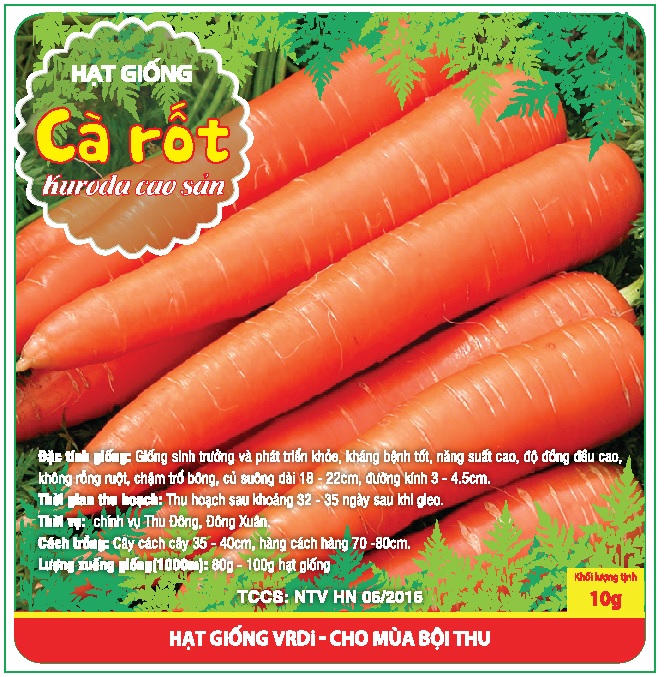 HẠT GIỐNG
Cà rốt
Kuroda cao sản
Đặc tính giống: Giống sinh trưởng và phát triển khỏe, kháng bệnh tốt, năng suất cao, độ đồng đều cao,
không rỗng ruột, chậm trổ bông, củ suông dài 18 - 22cm, đường kính 3 - 4.5cm.
Thời gian thu hoạch: Thu hoạch sau khoảng 32 - 35 ngày sau khi gieo.
Thời vụ: chính vụ Thu Đông, Đông Xuân.
Cách trồng: Cây cách cây 35 - 40cm, hàng cách hàng 70 -80cm.
Lượng xuống giống(1000m): 80g - 100g hạt giống
TCCS: NTV HN 06/2016
Khối lượng tịnh
10g
HẠT GIỐNG VRDi - CHO MÙA BỘI THU